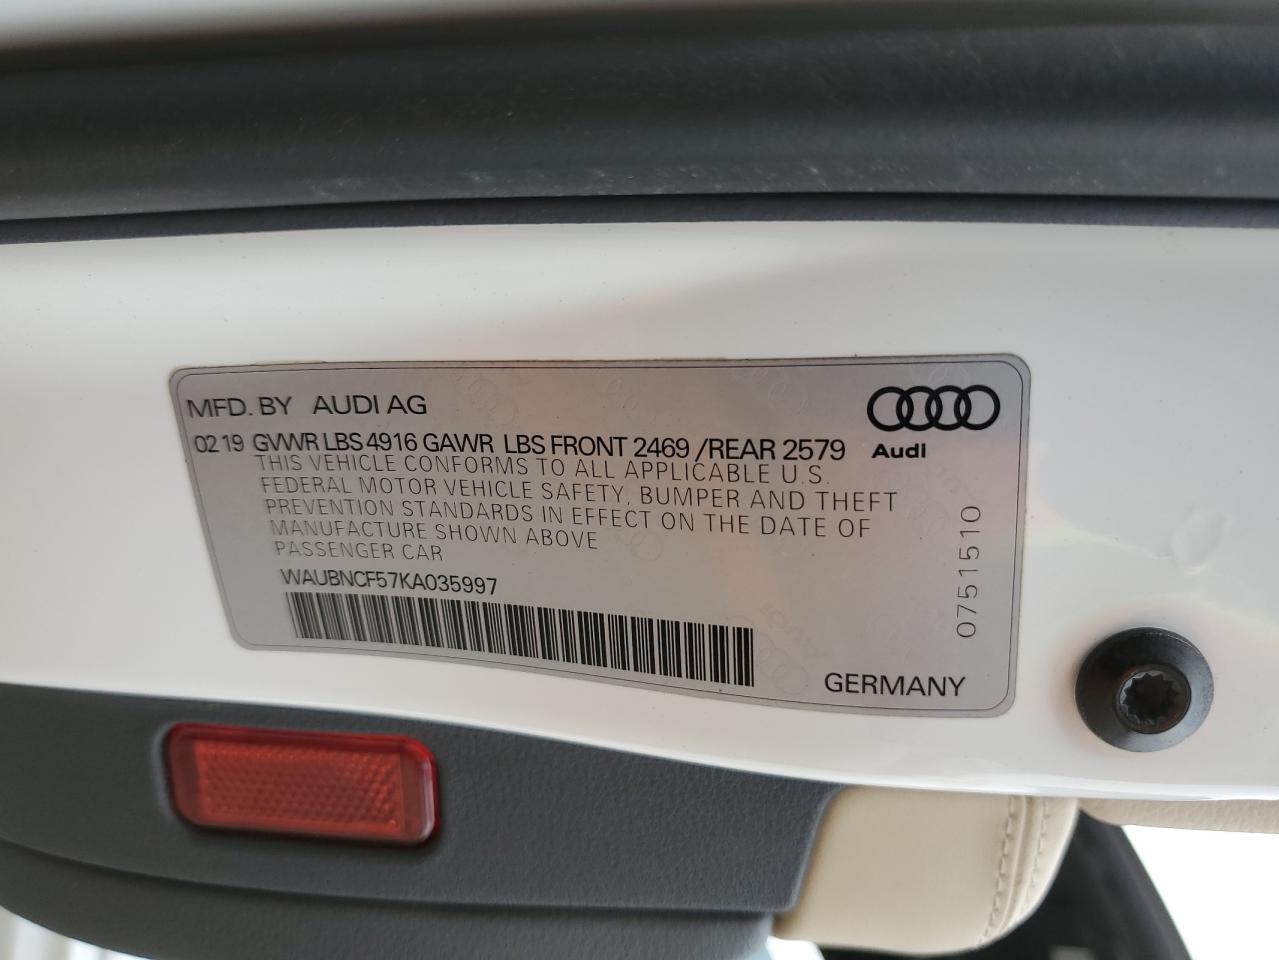 MFD. BY AUDI AG
02 19 GVWR LBS 4916 GAWR LBS FRONT 2469 /REAR 2579
Audi
THIS VEHICLE CONFORMS TO ALL APPLICABLE U.S.
FEDERAL MOTOR VEHICLE SAFETY, BUMPER AND THEFT
PREVENTION STANDARDS IN EFFECT ON THE DATE OF
MANUFACTURE SHOWN ABOVE
PASSENGER CAR
WAUBNCF57KA035997
0751510
GERMANY